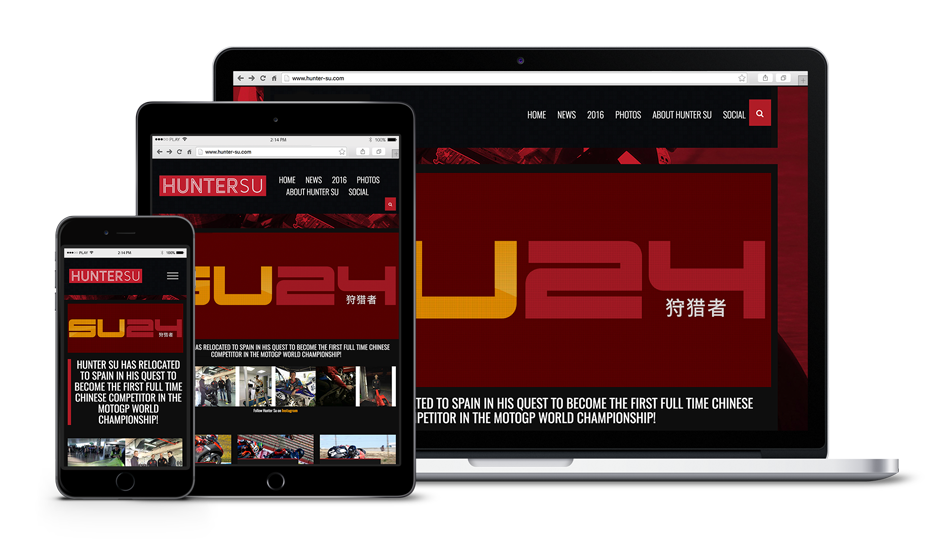 www.hunter-su.com
HOME NEWS 2016 PHOTOS ABOUT HUNTER SU SOCIAL
U24
狩猎者
TED TO SPAIN IN HIS QUEST TO BECOME THE FIRST FULL TIME CHINESE
MPETITOR IN THE MOTOGP WORLD CHAMPIONSHIP!
PLAY 2:14 PM 100%
www.hunter-su.com
HUNTERSU
HOME NEWS 2016 PHOTOS
ABOUT HUNTER SU SOCIAL
SU24
狩猎者
AS RELOCATED TO SPAIN IN HIS QUEST TO BECOME THE FIRST FULL TIME CHINESE
COMPETITOR IN THE MOTOGP WORLD CHAMPIONSHIP!
Follow Hunter Su on Instagram
PLAY 2:14 PM 100%
HUNTERSU
SU24
狩猎者
HUNTER SU HAS RELOCATED
TO SPAIN IN HIS QUEST TO
BECOME THE FIRST FULL TIME
CHINESE COMPETITOR IN THE
MOTOGP WORLD
CHAMPIONSHIP!